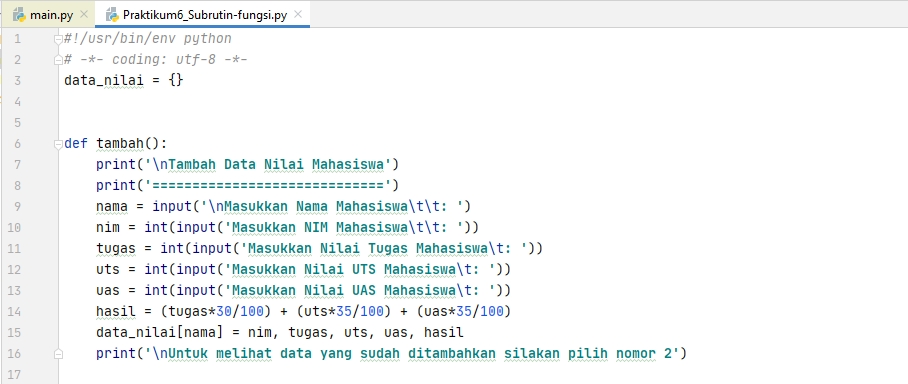 main.py × Praktikum6_Subrutin-fungsi.py ×
1 #!/usr/bin/env python
2 # -*- coding: utf-8 -*-
3 data_nilai = {}
4
5
6 def tambah():
7     print('\nTambah Data Nilai Mahasiswa')
8     print('=============================')
9     nama = input('\nMasukkan Nama Mahasiswa\t\t: ')
10     nim = int(input('Masukkan NIM Mahasiswa\t\t: '))
11     tugas = int(input('Masukkan Nilai Tugas Mahasiswa\t: '))
12     uts = int(input('Masukkan Nilai UTS Mahasiswa\t: '))
13     uas = int(input('Masukkan Nilai UAS Mahasiswa\t: '))
14     hasil = (tugas*30/100) + (uts*35/100) + (uas*35/100)
15     data_nilai[nama] = nim, tugas, uts, uas, hasil
16     print('\nUntuk melihat data yang sudah ditambahkan silakan pilih nomor 2')
17